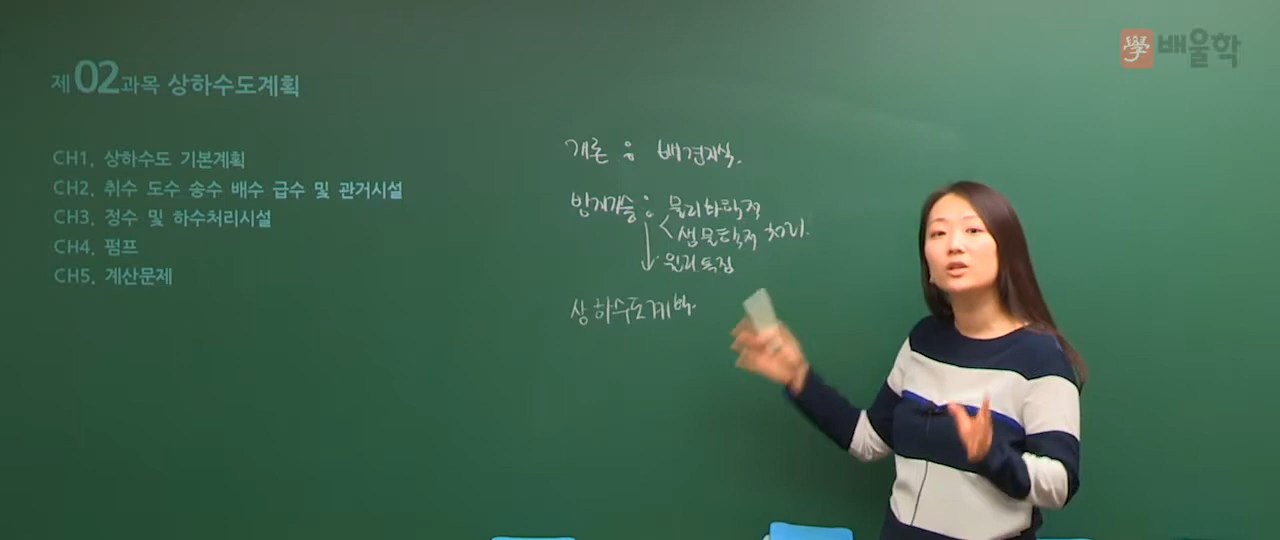 學 배울학
제02과목 상하수도계획
CH1. 상하수도 기본계획
CH2. 취수 도수 송수 배수 급수 및 관거시설
CH3. 정수 및 하수처리시설
CH4. 펌프
CH5. 계산문제
개론 : 배경지식.
방지기술 : 물리화학적
생물학적 처리.
원리 특징
상하수도계획.